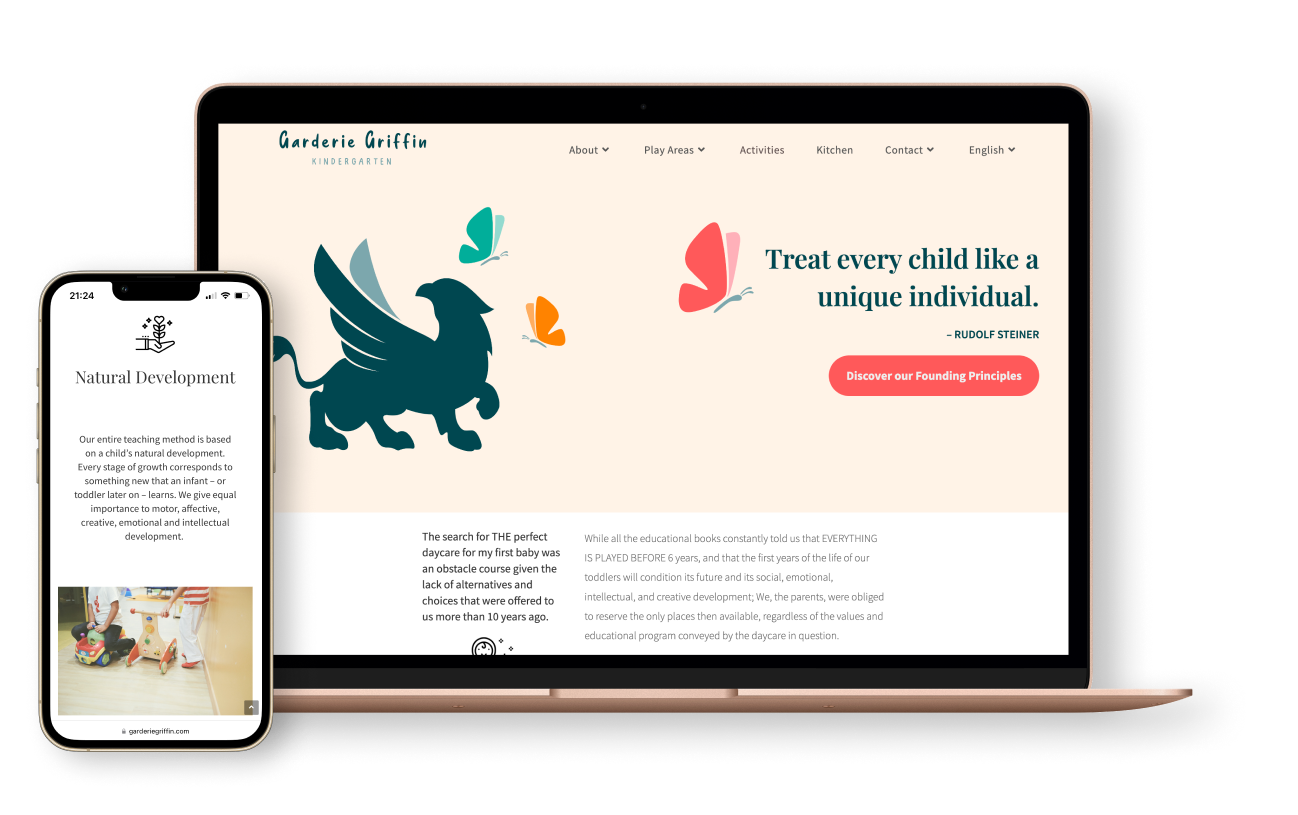 Garderie Griffin
KINDERGARTEN
About
Play Areas
Activities
Kitchen
Contact
English
Treat every child like a
unique individual.
– RUDOLF STEINER
Discover our Founding Principles
The search for THE perfect
daycare for my first baby was
an obstacle course given the
lack of alternatives and
choices that were offered to
us more than 10 years ago.
While all the educational books constantly told us that EVERYTHING
IS PLAYED BEFORE 6 years, and that the first years of the life of our
toddlers will condition its future and its social, emotional,
intellectual, and creative development; We, the parents, were obliged
to reserve the only places then available, regardless of the values and
educational program conveyed by the daycare in question.
21:24
Natural Development
Our entire teaching method is based
on a child's natural development.
Every stage of growth corresponds to
something new that an infant – or
toddler later on – learns. We give equal
importance to motor, affective,
creative, emotional and intellectual
development.
garderiegriffin.com